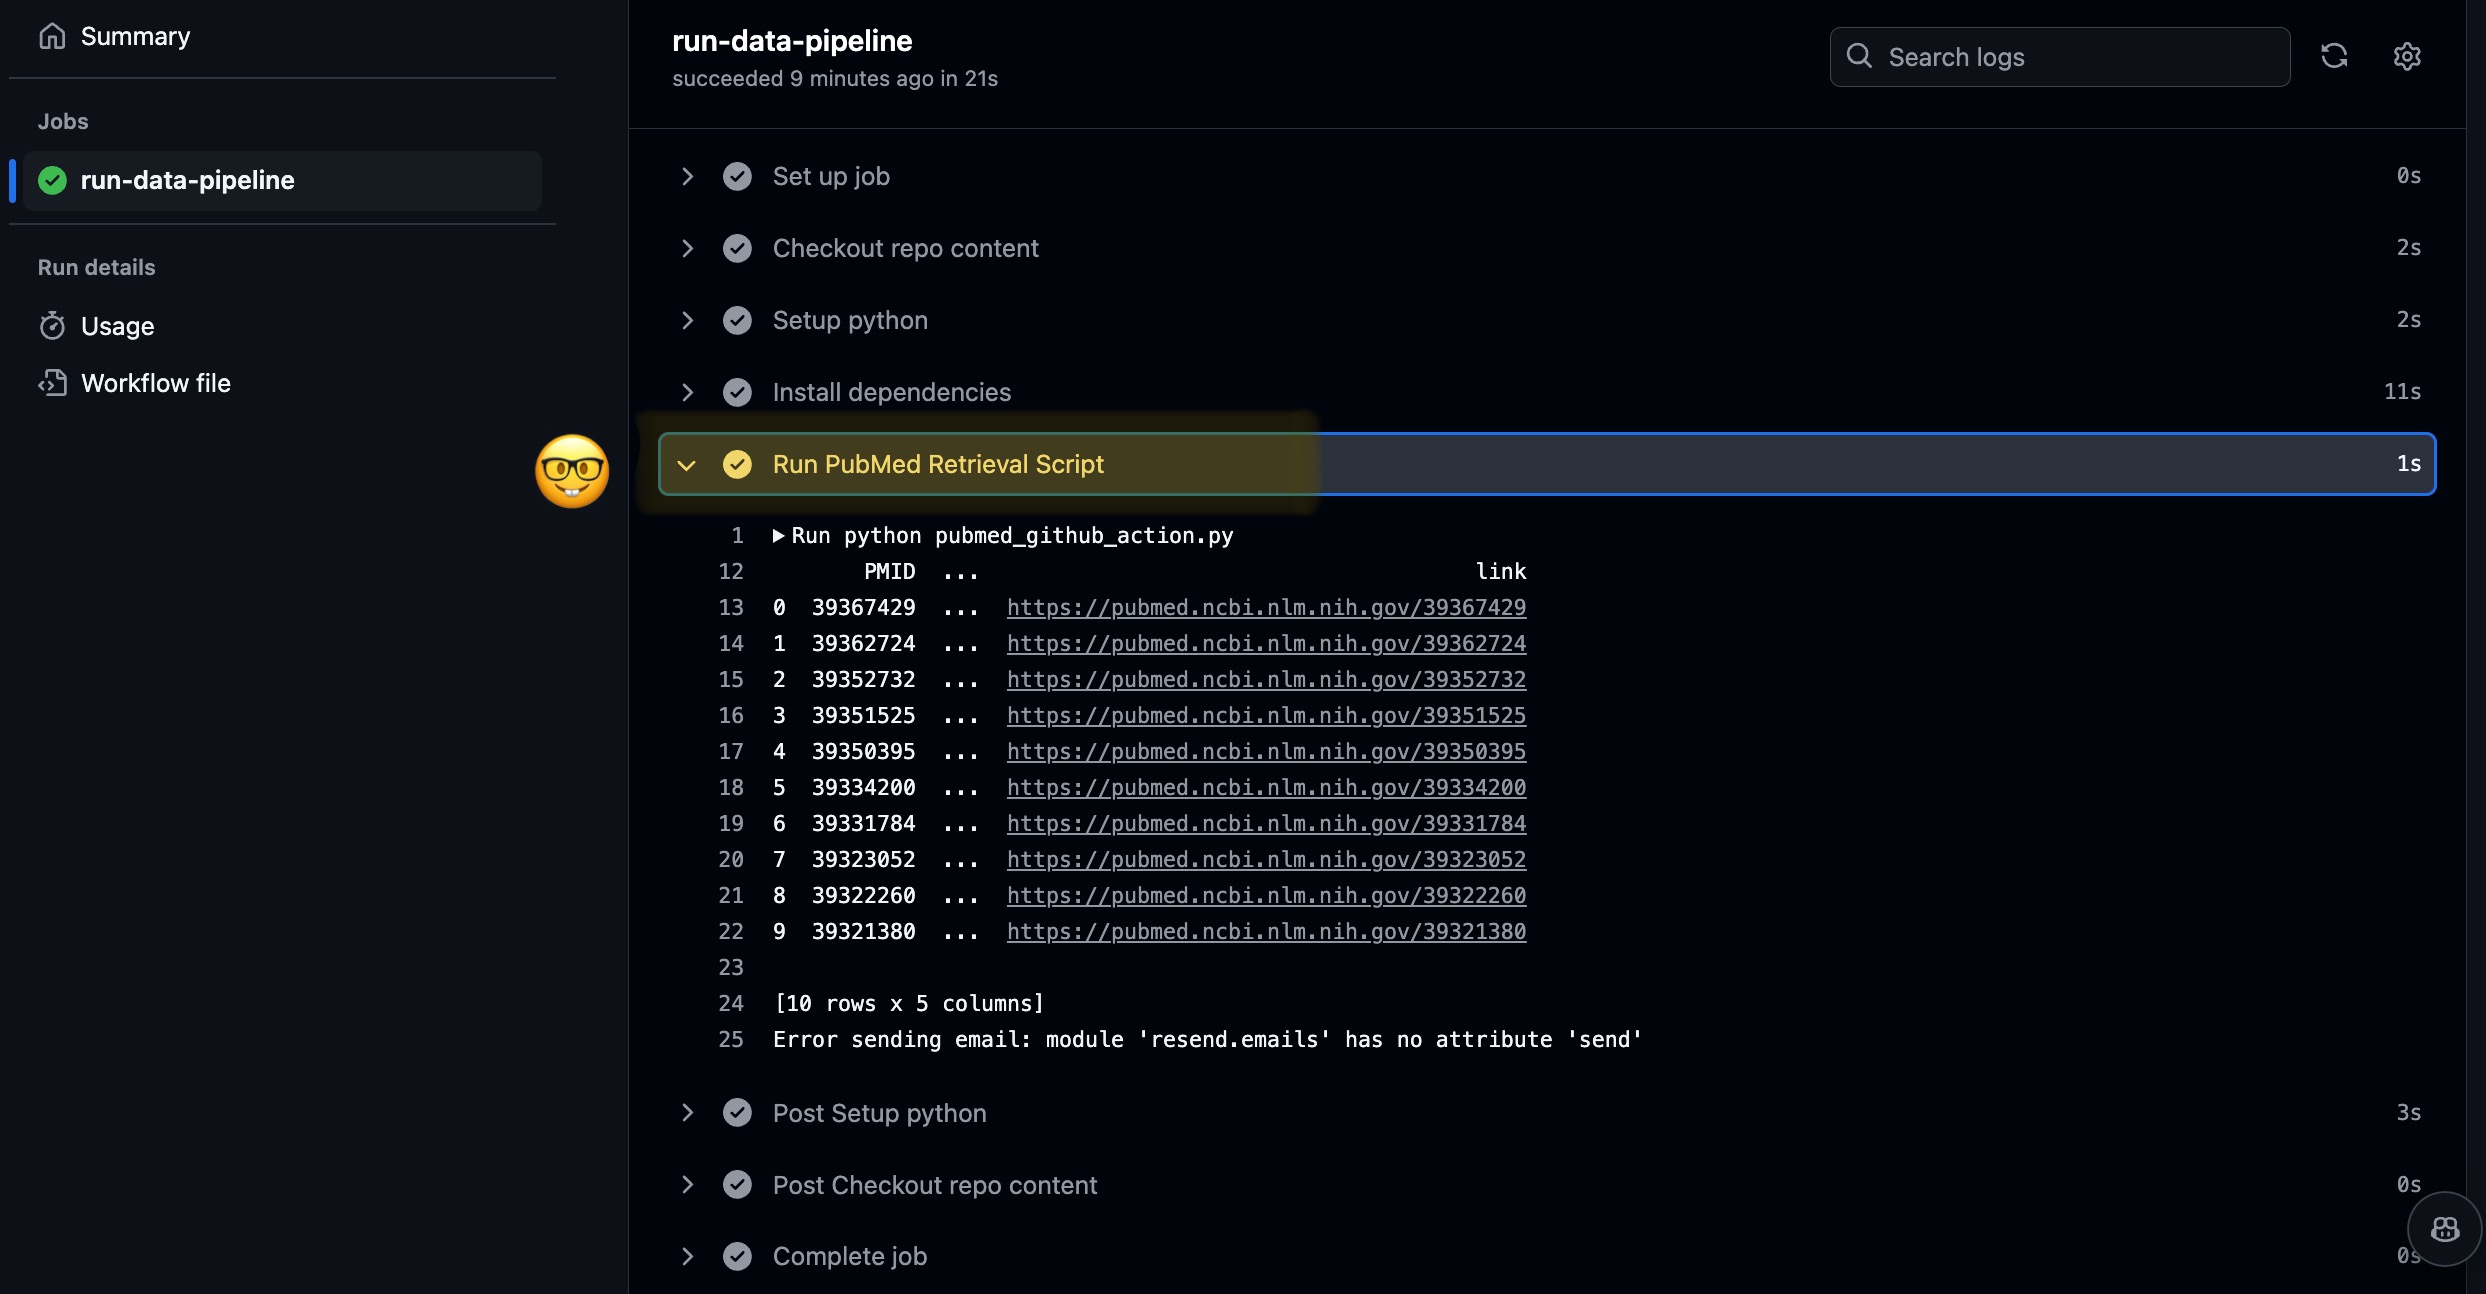 Summary
Jobs
run-data-pipeline
Run details
Usage
Workflow file
run-data-pipeline
succeeded 9 minutes ago in 21s
Search logs
Set up job 0s
Checkout repo content 2s
Setup python 2s
Install dependencies 11s
Run PubMed Retrieval Script 1s
1 Run python pubmed_github_action.py
12 PMID ... link
13 0 39367429 ... https://pubmed.ncbi.nlm.nih.gov/39367429
14 1 39362724 ... https://pubmed.ncbi.nlm.nih.gov/39362724
15 2 39352732 ... https://pubmed.ncbi.nlm.nih.gov/39352732
16 3 39351525 ... https://pubmed.ncbi.nlm.nih.gov/39351525
17 4 39350395 ... https://pubmed.ncbi.nlm.nih.gov/39350395
18 5 39334200 ... https://pubmed.ncbi.nlm.nih.gov/39334200
19 6 39331784 ... https://pubmed.ncbi.nlm.nih.gov/39331784
20 7 39323052 ... https://pubmed.ncbi.nlm.nih.gov/39323052
21 8 39322260 ... https://pubmed.ncbi.nlm.nih.gov/39322260
22 9 39321380 ... https://pubmed.ncbi.nlm.nih.gov/39321380
23
24 [10 rows x 5 columns]
25 Error sending email: module 'resend.emails' has no attribute 'send'
Post Setup python 3s
Post Checkout repo content 0s
Complete job 0s